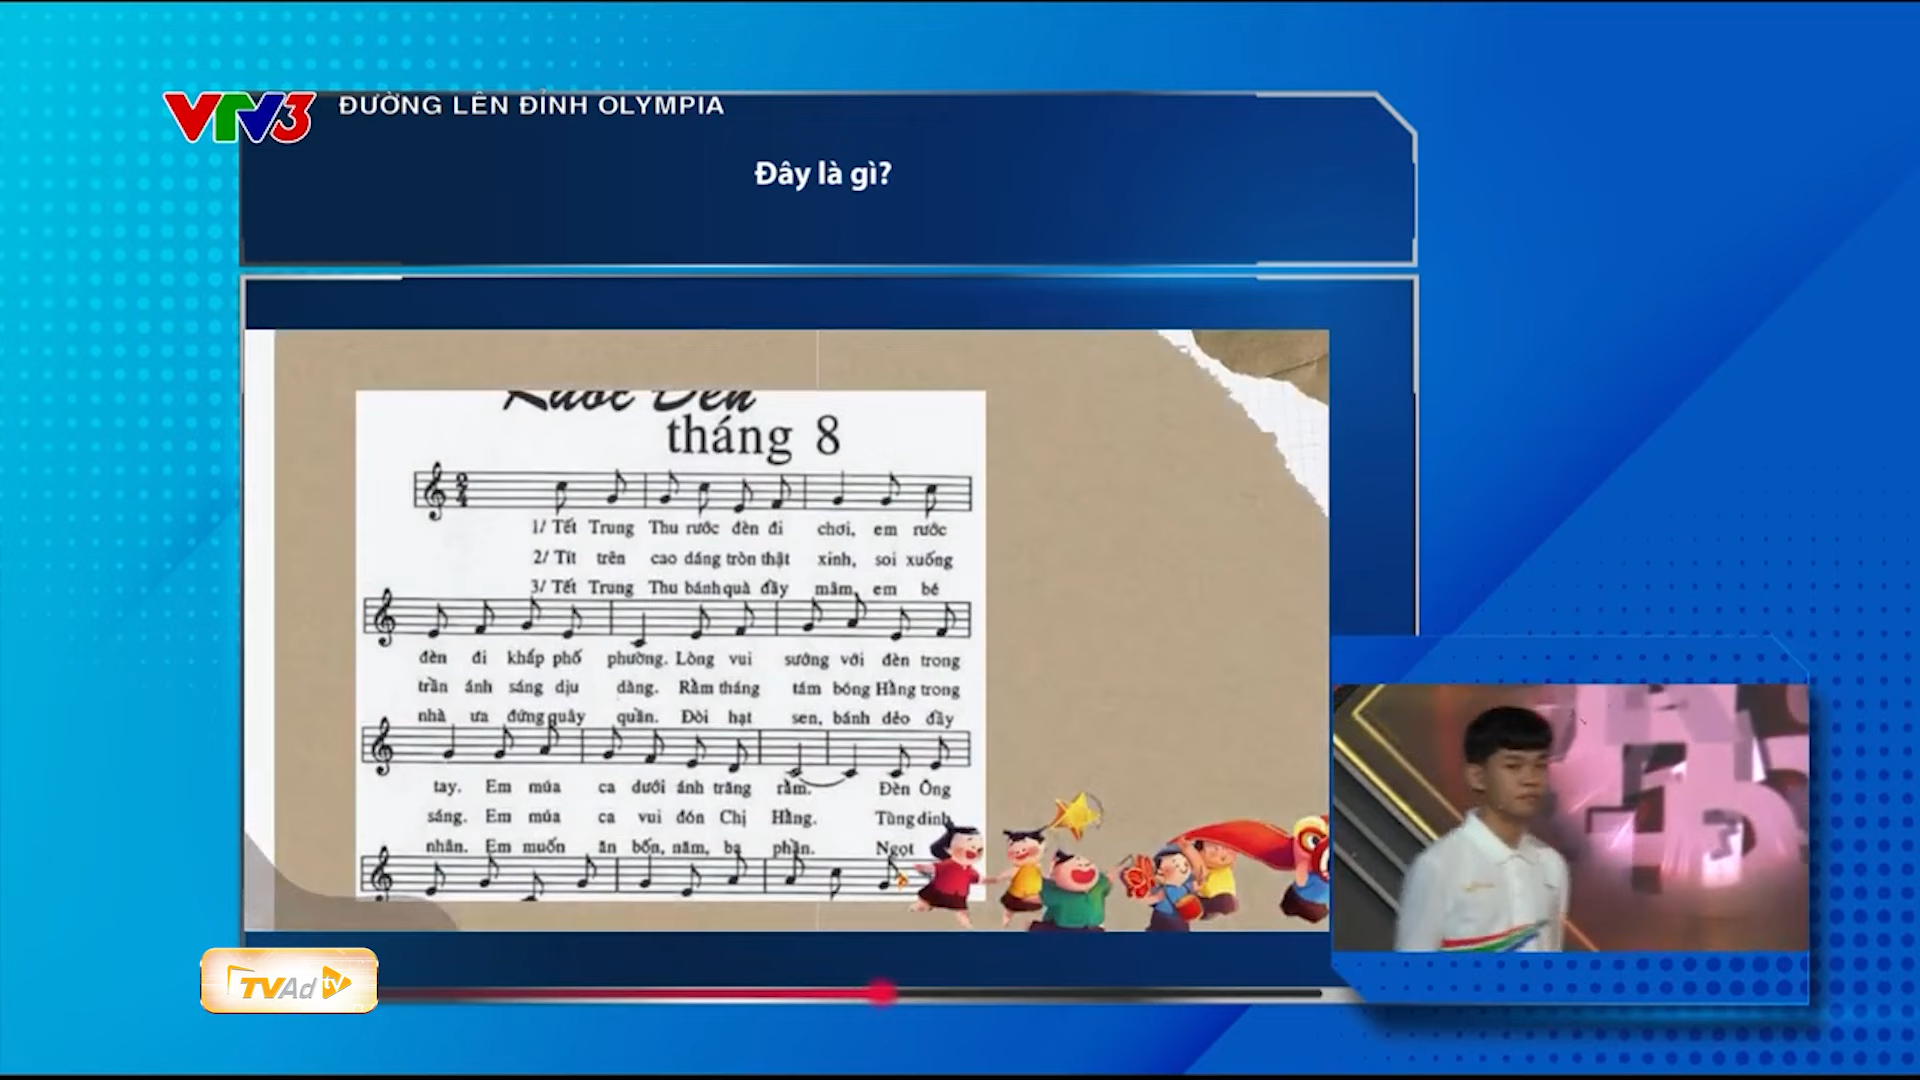 VTV3 ĐƯỜNG LÊN ĐỈNH OLYMPIA
Đây là gì?
Rước Đèn
tháng 8
1/ Tết Trung Thu rước đèn đi chơi, em rước
2/ Tít trên cao dáng tròn thật xinh, soi xuống
3/ Tết Trung Thu bánh quà đầy mâm, em bé
đèn đi khắp phố phường. Lòng vui sướng với đèn trong
trần ánh sáng dịu dàng. Rằm tháng tám bóng Hằng trong
nhà ưa đứng quây quần. Đòi hạt sen, bánh dẻo đầy
tay. Em múa ca dưới ánh trăng rằm. Đèn Ông
sáng. Em múa ca vui đón Chị Hằng. Tùng dinh
nhân. Em muốn ăn bốn, năm, ba phần. Ngọt
TVAd tv